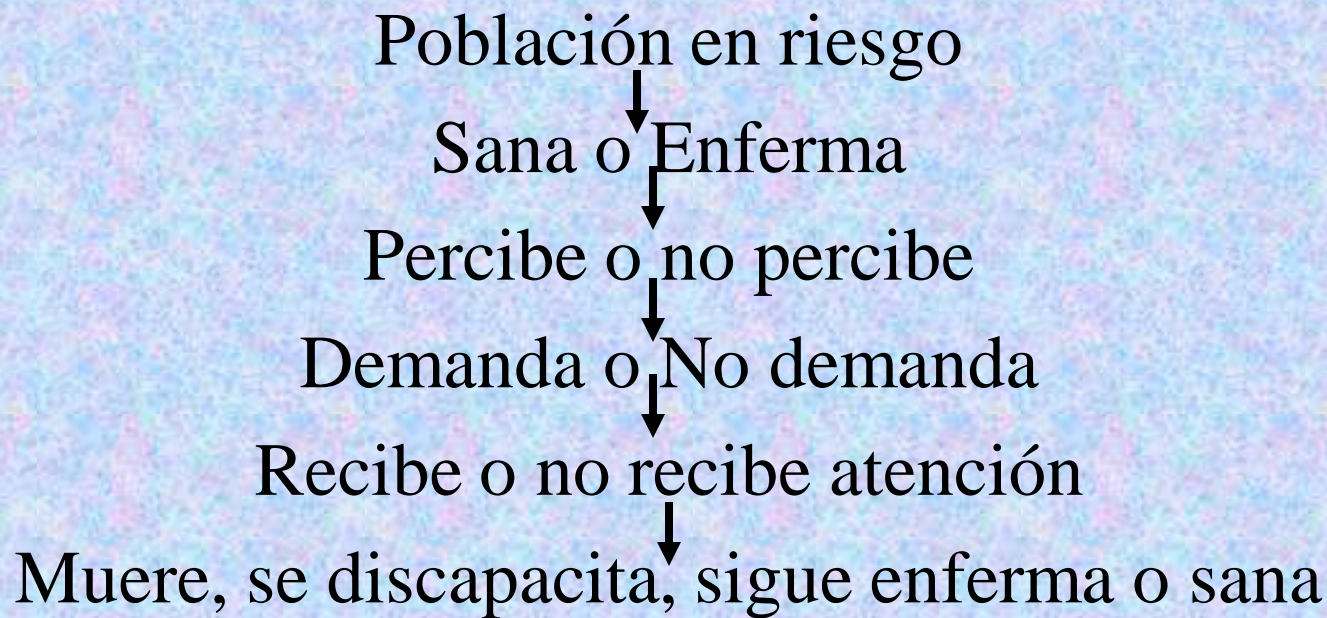 Población en riesgo
Sana o Enferma
Percibe o no percibe
Demanda o No demanda
Recibe o no recibe atención
Muere, se discapacita, sigue enferma o sana